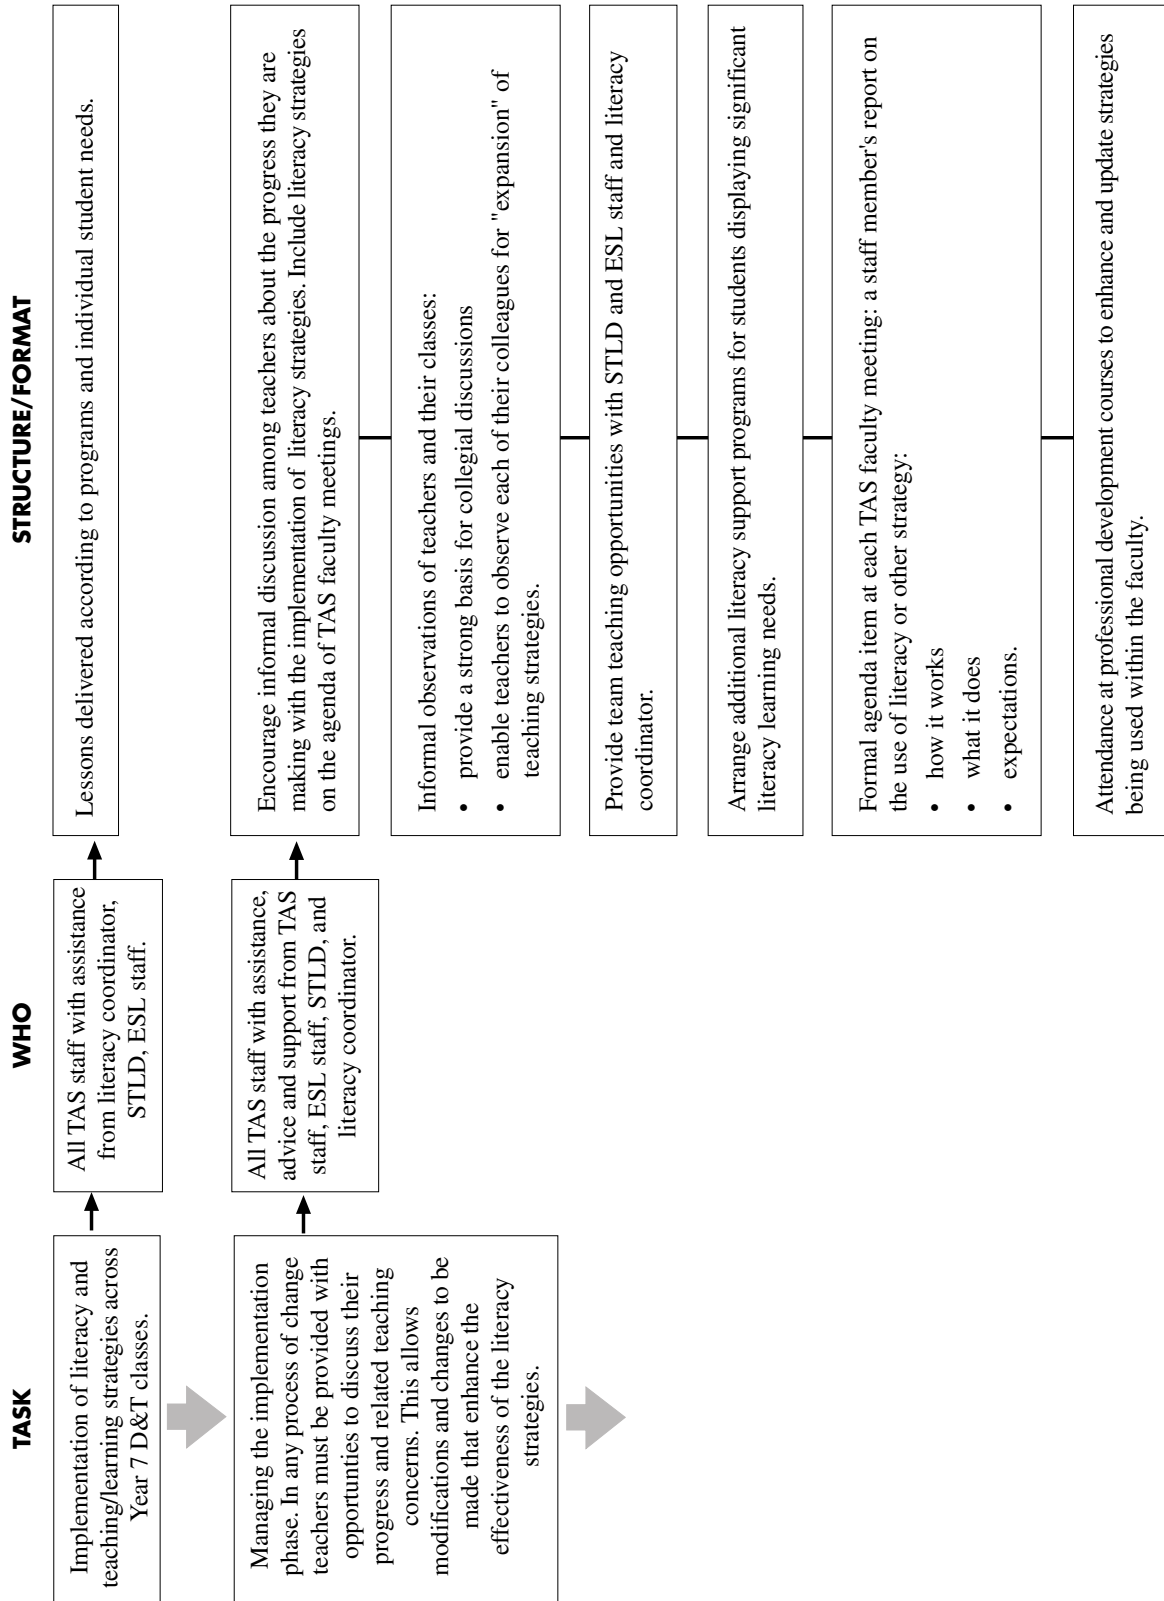 TASK
WHO
STRUCTURE/FORMAT
Implementation of literacy and
teaching/learning strategies across
Year 7 D&T classes.
All TAS staff with assistance
from literacy coordinator,
STLD, ESL staff.
Lessons delivered according to programs and individual student needs.
Managing the implementation
phase. In any process of change
teachers must be provided with
opportunties to discuss their
progress and related teaching
concerns. This allows
modifications and changes to be
made that enhance the
effectiveness of the literacy
strategies.
All TAS staff with assistance,
advice and support from TAS
staff, ESL staff, STLD, and
literacy coordinator.
Encourage informal discussion among teachers about the progress they are
making with the implementation of literacy strategies. Include literacy strategies
on the agenda of TAS faculty meetings.
Informal observations of teachers and their classes:
• provide a strong basis for collegial discussions
• enable teachers to observe each of their colleagues for "expansion" of
teaching strategies.
Provide team teaching opportunities with STLD and ESL staff and literacy
coordinator.
Arrange additional literacy support programs for students displaying significant
literacy learning needs.
Formal agenda item at each TAS faculty meeting: a staff member's report on
the use of literacy or other strategy:
• how it works
• what it does
• expectations.
Attendance at professional development courses to enhance and update strategies
being used within the faculty.